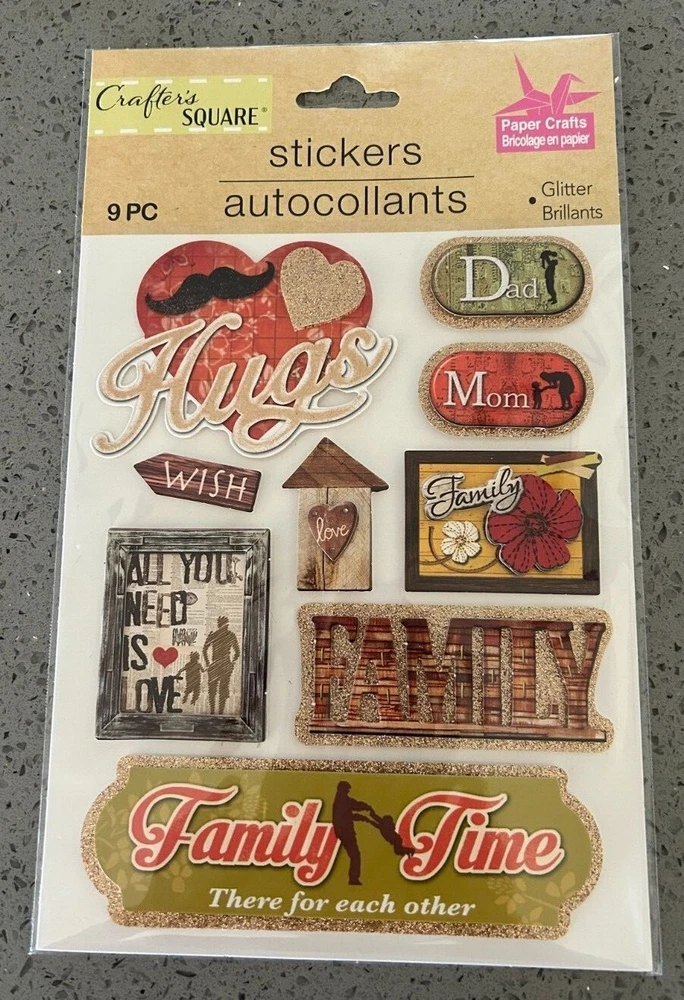 Crafter's
SQUARE®
Paper Crafts
Bricolage en papier
stickers
autocollants
9 PC
• Glitter
Brillants
Hugs
Dad
Mom
WISH
love
Family
ALL YOU
NEED
IS
LOVE
FAMILY
Family Time
There for each other